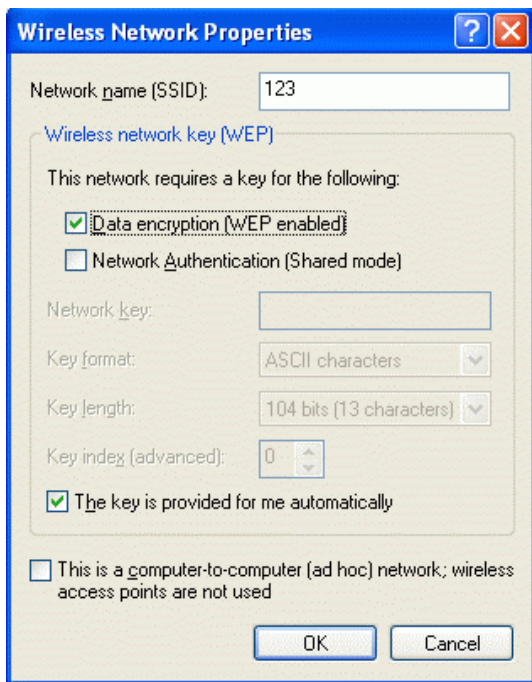 Wireless Network Properties
Network name (SSID): 123
Wireless network key (WEP)
This network requires a key for the following:
Data encryption (WEP enabled)
Network Authentication (Shared mode)
Network key:
Key format: ASCII characters
Key length: 104 bits (13 characters)
Key index (advanced): 0
The key is provided for me automatically
This is a computer-to-computer (ad hoc) network; wireless
access points are not used
OK Cancel